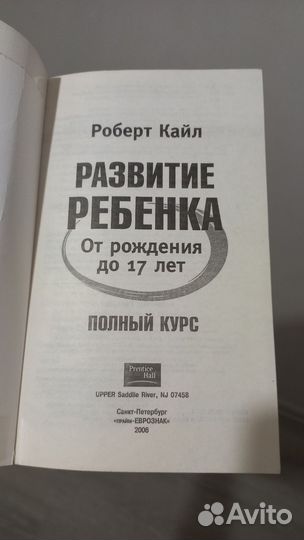 Роберт Кайл
РАЗВИТИЕ
РЕБЕНКА
От рождения
до 17 лет
ПОЛНЫЙ КУРС
Prentice
Hall
UPPER Saddle River, NJ 07458
Санкт-Петербург
«ПРАЙМ-ЕВРОЗНАК»
2006
Avito